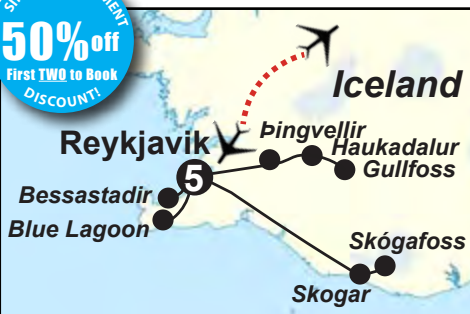 50% off
First TWO to Book
DISCOUNT!
Iceland
Reykjavik
Þingvellir
Haukadalur
Gullfoss
5
Bessastadir
Blue Lagoon
Skógafoss
Skogar